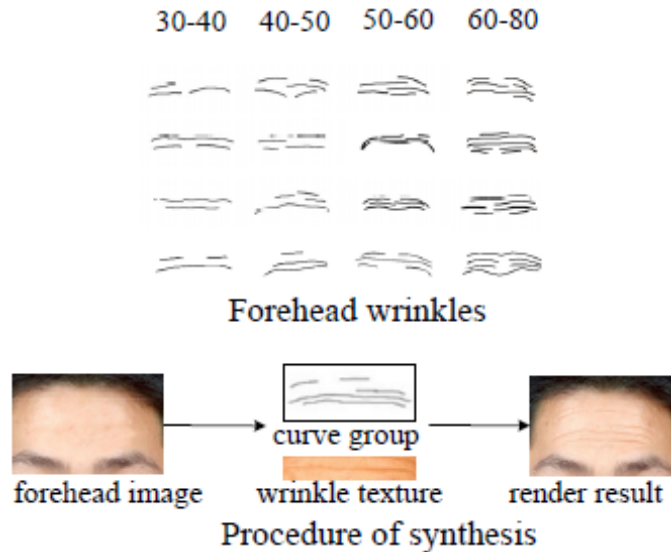 30-40 40-50 50-60 60-80
Forehead wrinkles
curve group
forehead image wrinkle texture render result
Procedure of synthesis